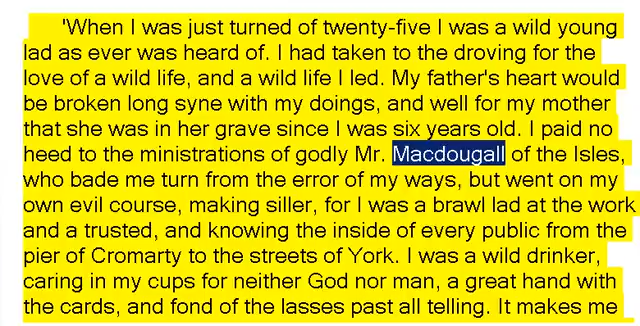 'When I was just turned of twenty-five I was a wild young
lad as ever was heard of. I had taken to the droving for the
love of a wild life, and a wild life I led. My father's heart would
be broken long syne with my doings, and well for my mother
that she was in her grave since I was six years old. I paid no
heed to the ministrations of godly Mr. Macdougall of the Isles,
who bade me turn from the error of my ways, but went on my
own evil course, making siller, for I was a brawl lad at the work
and a trusted, and knowing the inside of every public from the
pier of Cromarty to the streets of York. I was a wild drinker,
caring in my cups for neither God nor man, a great hand with
the cards, and fond of the lasses past all telling. It makes me